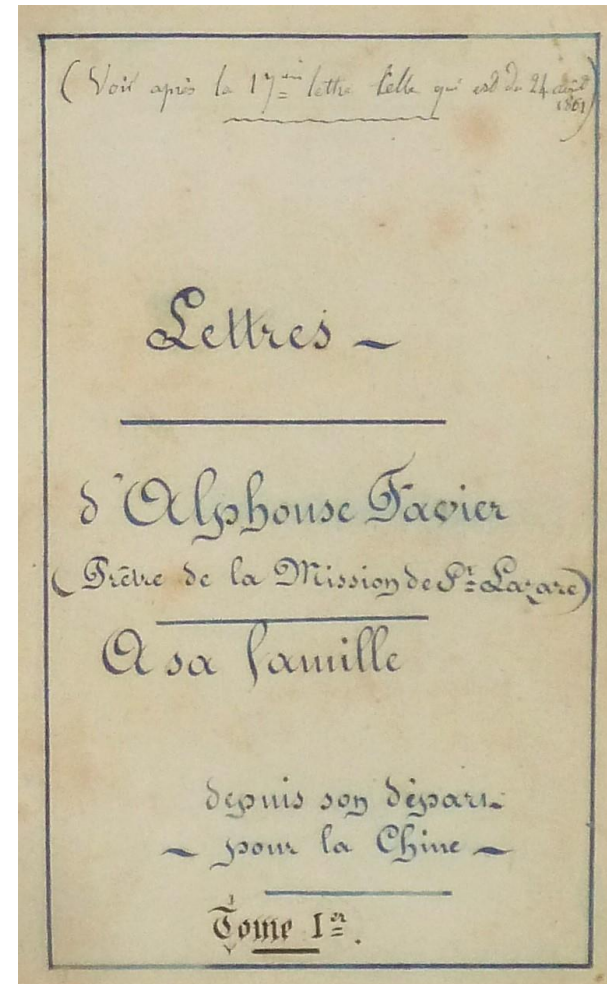 (Voir après la 17ème lettre celle qui est du 24 août
1861)
Lettres -
d'Alphonse Favier
(Prêtre de la Mission de St Lazare)
A sa famille
depuis son départ
- pour la Chine -
Tome 1er.